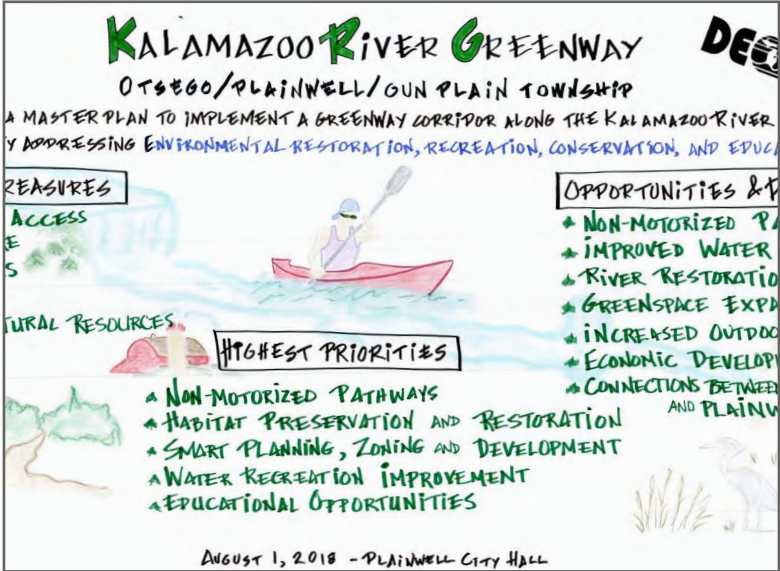 KALAMAZOO RIVER GREENWAY
DE
OTSEGO/PLAINWELL/GUN PLAIN TOWNSHIP
A MASTER PLAN TO IMPLEMENT A GREENWAY CORRIDOR ALONG THE KALAMAZOO RIVER
Y ADDRESSING ENVIRONMENTAL RESTORATION, RECREATION, CONSERVATION, AND EDUCA
REASURES
ACCESS
E
S
TURAL RESOURCES
HIGHEST PRIORITIES
NON-MOTORIZED PATHWAYS
HABITAT PRESERVATION AND RESTORATION
SMART PLANNING, ZONING AND DEVELOPMENT
WATER RECREATION IMPROVEMENT
EDUCATIONAL OPPORTUNITIES
OPPORTUNITIES &
NON-MOTORIZED PA
IMPROVED WATER
RIVER RESTORATIO
GREENSPACE EXPA
INCREASED OUTDOO
ECONOMIC DEVELOP
CONNECTIONS BETWEE
AND PLAINW
AUGUST 1, 2018 - PLAINWELL CITY HALL